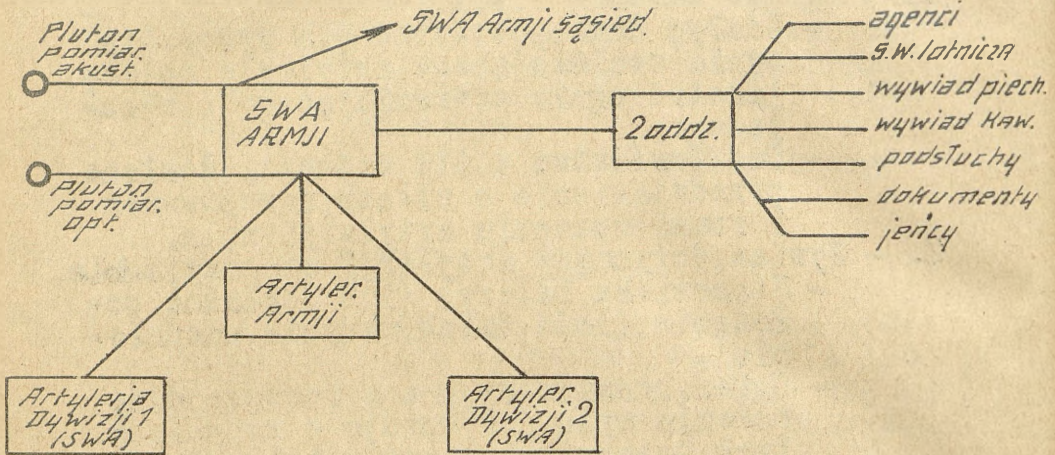 SWA Armji sąsied.
Pluton
pomiar.
akust.
SWA
ARMJI
Pluton
pomiar.
opt.
2 oddz.
agenci
S.W. lotnicza
wywiad piech.
wywiad kaw.
podsłuchy
dokumenty
jeńcy
Artyler.
Armji
Artylerja
Dywizji 1
(SWA)
Artyler.
Dywizji 2
(SWA)